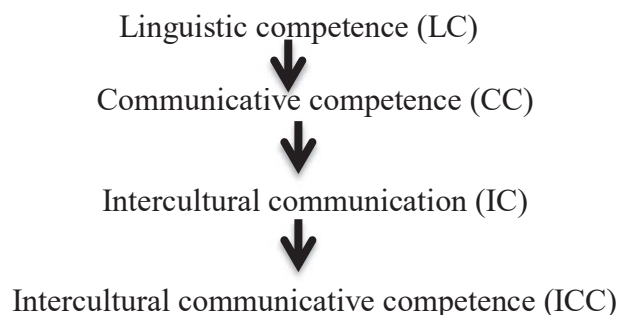 Linguistic competence (LC)
Communicative competence (CC)
Intercultural communication (IC)
Intercultural communicative competence (ICC)